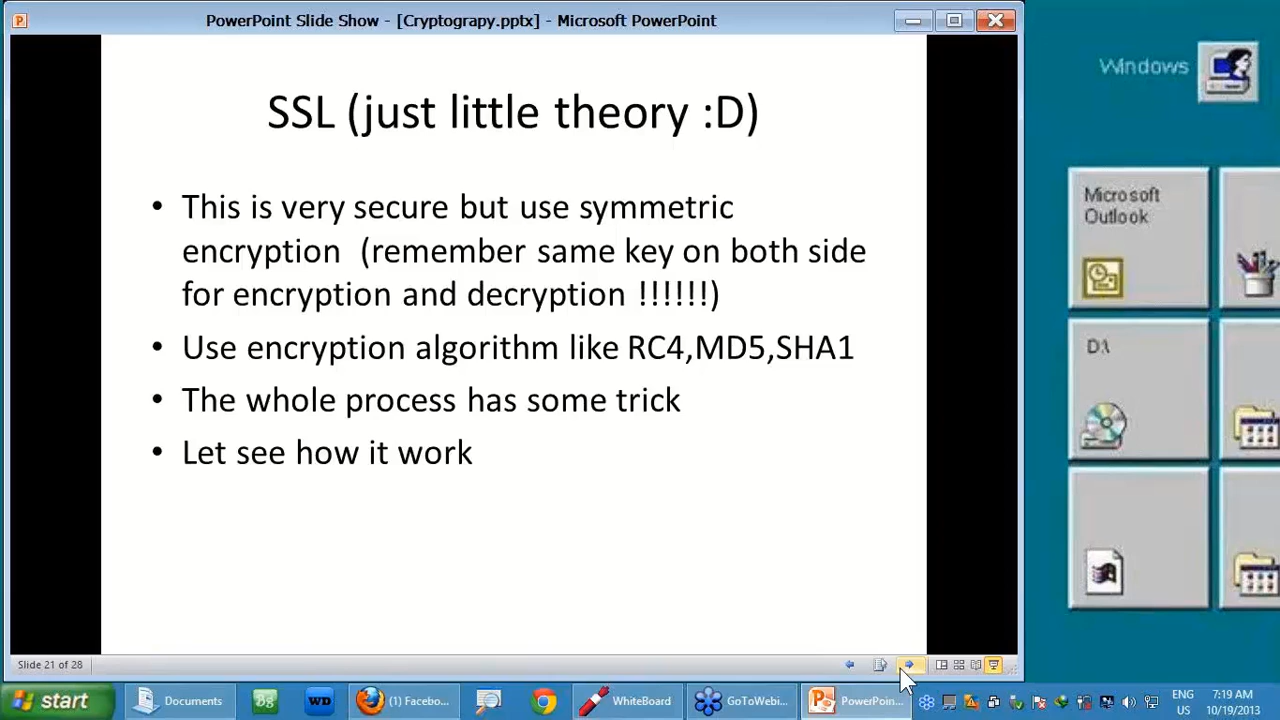 PowerPoint Slide Show - [Cryptograpy.pptx] - Microsoft PowerPoint
SSL (just little theory :D)
• This is very secure but use symmetric
encryption (remember same key on both side
for encryption and decryption !!!!!!)
• Use encryption algorithm like RC4,MD5,SHA1
• The whole process has some trick
• Let see how it work
Slide 21 of 28
Windows
Microsoft
Outlook
D:\
start
Documents
WD
(1) Facebo...
WhiteBoard
GoToWebi...
PowerPoin...
ENG
US
7:19 AM
10/19/2013